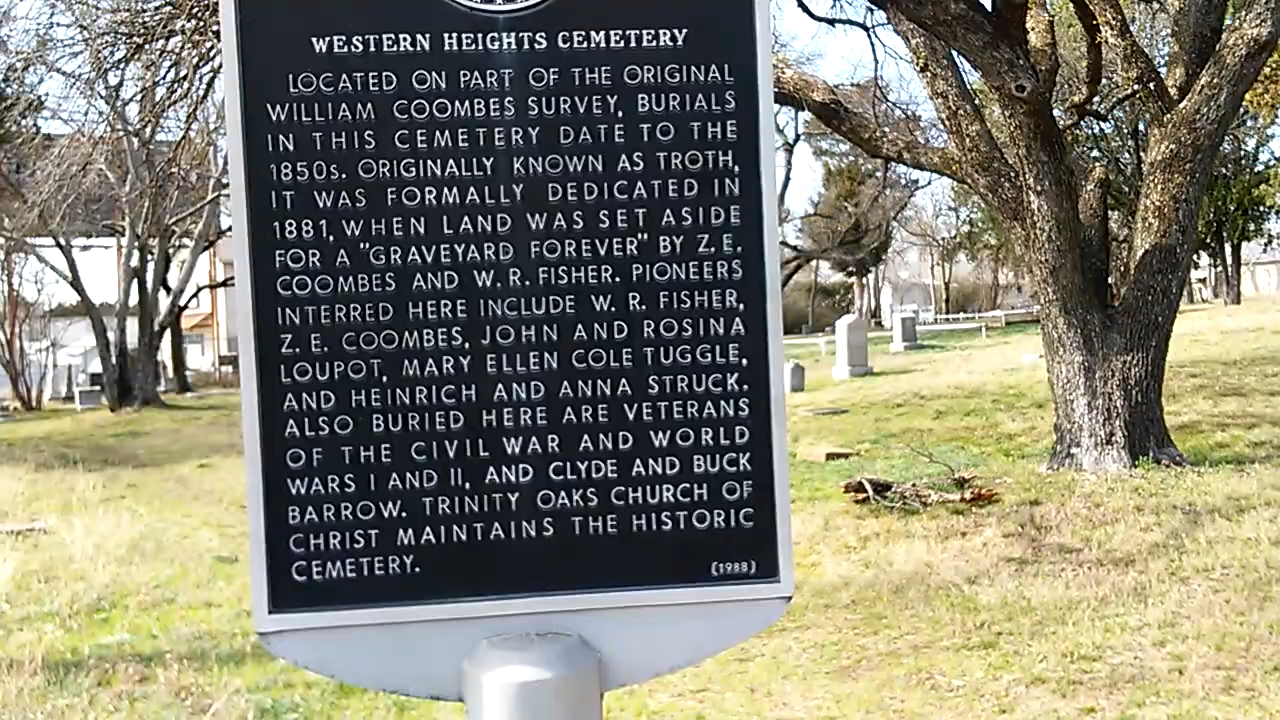 WESTERN HEIGHTS CEMETERY
LOCATED ON PART OF THE ORIGINAL
WILLIAM COOMBES SURVEY, BURIALS
IN THIS CEMETERY DATE TO THE
1850s. ORIGINALLY KNOWN AS TROTH,
IT WAS FORMALLY DEDICATED IN
1881, WHEN LAND WAS SET ASIDE
FOR A "GRAVEYARD FOREVER" BY Z. E.
COOMBES AND W. R. FISHER. PIONEERS
INTERRED HERE INCLUDE W. R. FISHER,
Z. E. COOMBES, JOHN AND ROSINA
LOUPOT, MARY ELLEN COLE TUGGLE,
AND HEINRICH AND ANNA STRUCK.
ALSO BURIED HERE ARE VETERANS
OF THE CIVIL WAR AND WORLD
WARS I AND II, AND CLYDE AND BUCK
BARROW. TRINITY OAKS CHURCH OF
CHRIST MAINTAINS THE HISTORIC
CEMETERY.
(1988)